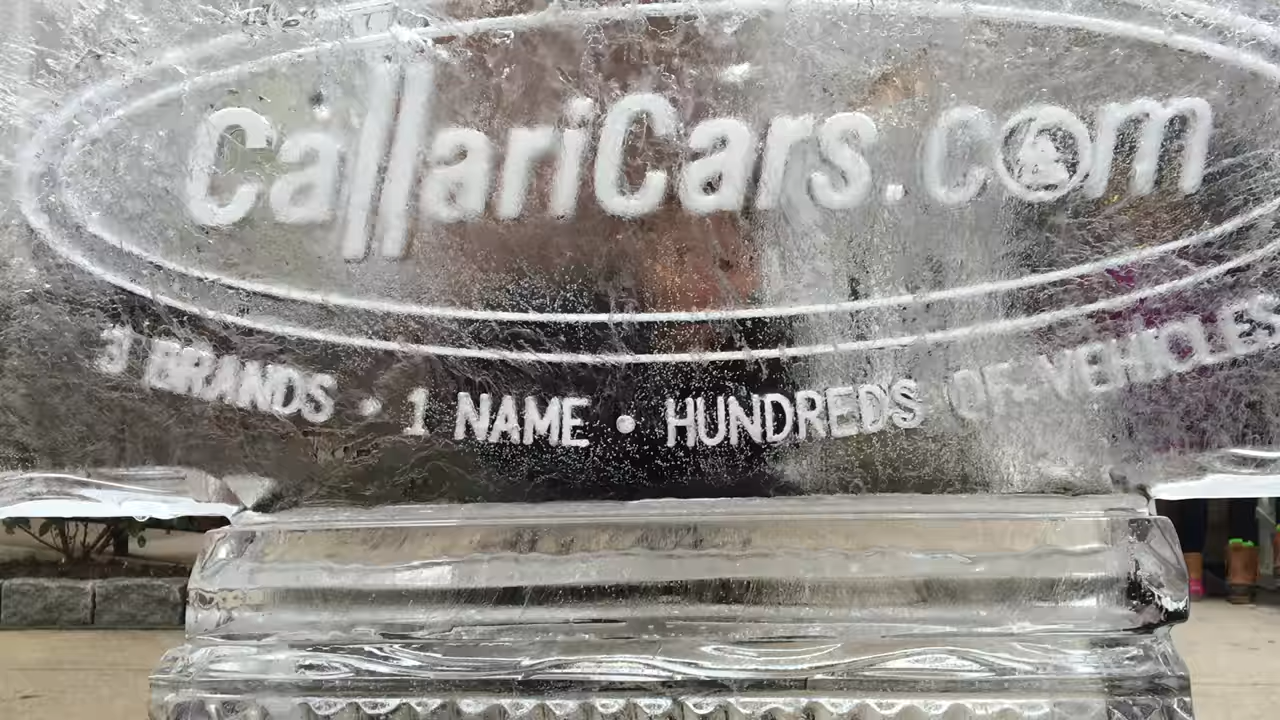 CallariCars.com
3 BRANDS • 1 NAME • HUNDREDS OF VEHICLES